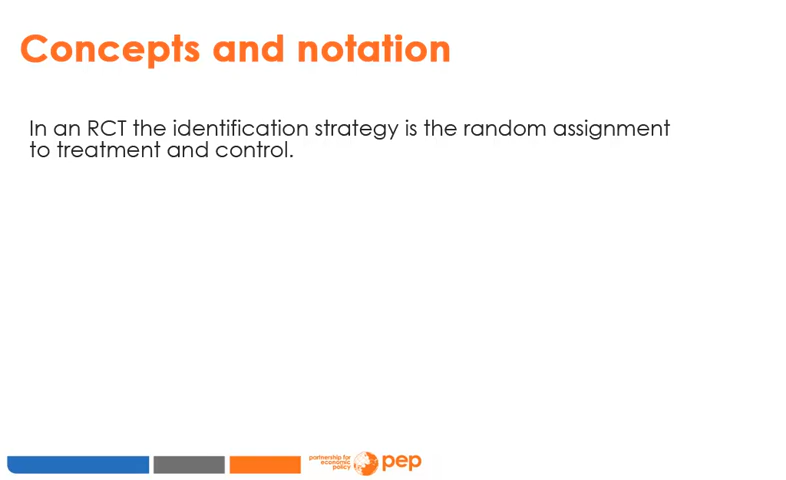 Concepts and notation
In an RCT the identification strategy is the random assignment
to treatment and control.
partnership for
economic
policy
pep